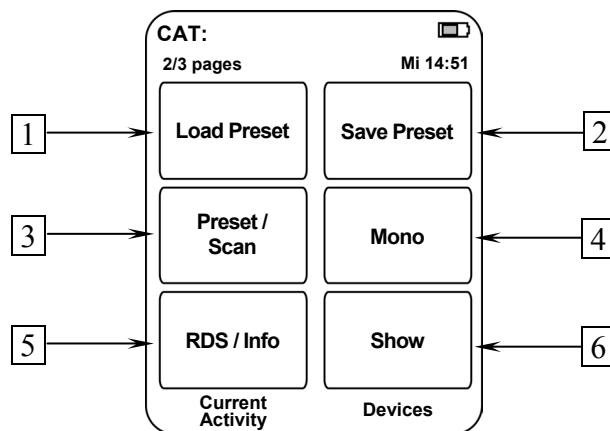 CAT:
2/3 pages Mi 14:51
1 Load Preset Save Preset 2
3 Preset / Scan Mono 4
5 RDS / Info Show 6
Current Activity Devices